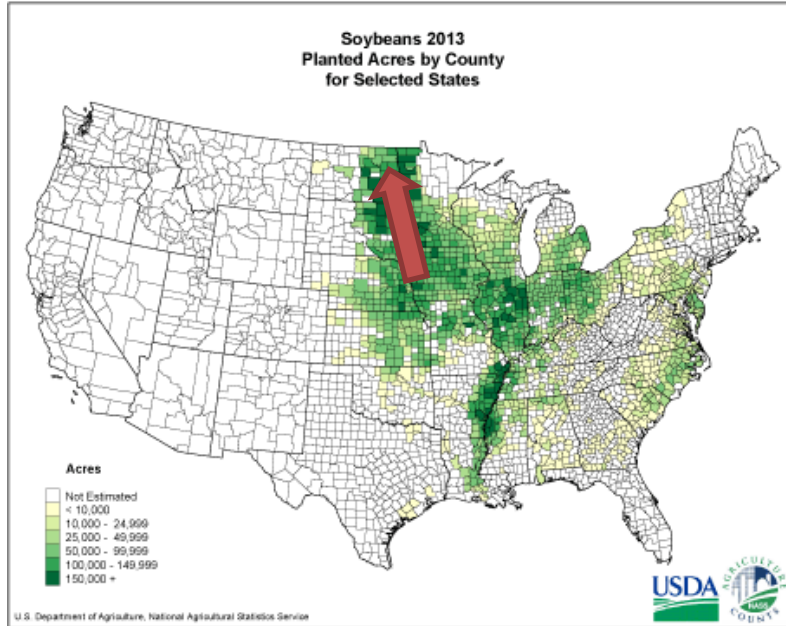 Soybeans 2013
Planted Acres by County
for Selected States
Acres
Not Estimated
< 10,000
10,000 - 24,999
25,000 - 49,999
50,000 - 99,999
100,000 - 149,999
150,000 +
USDA
AGRICULTURE
NASS
COUNTS
U.S. Department of Agriculture, National Agricultural Statistics Service